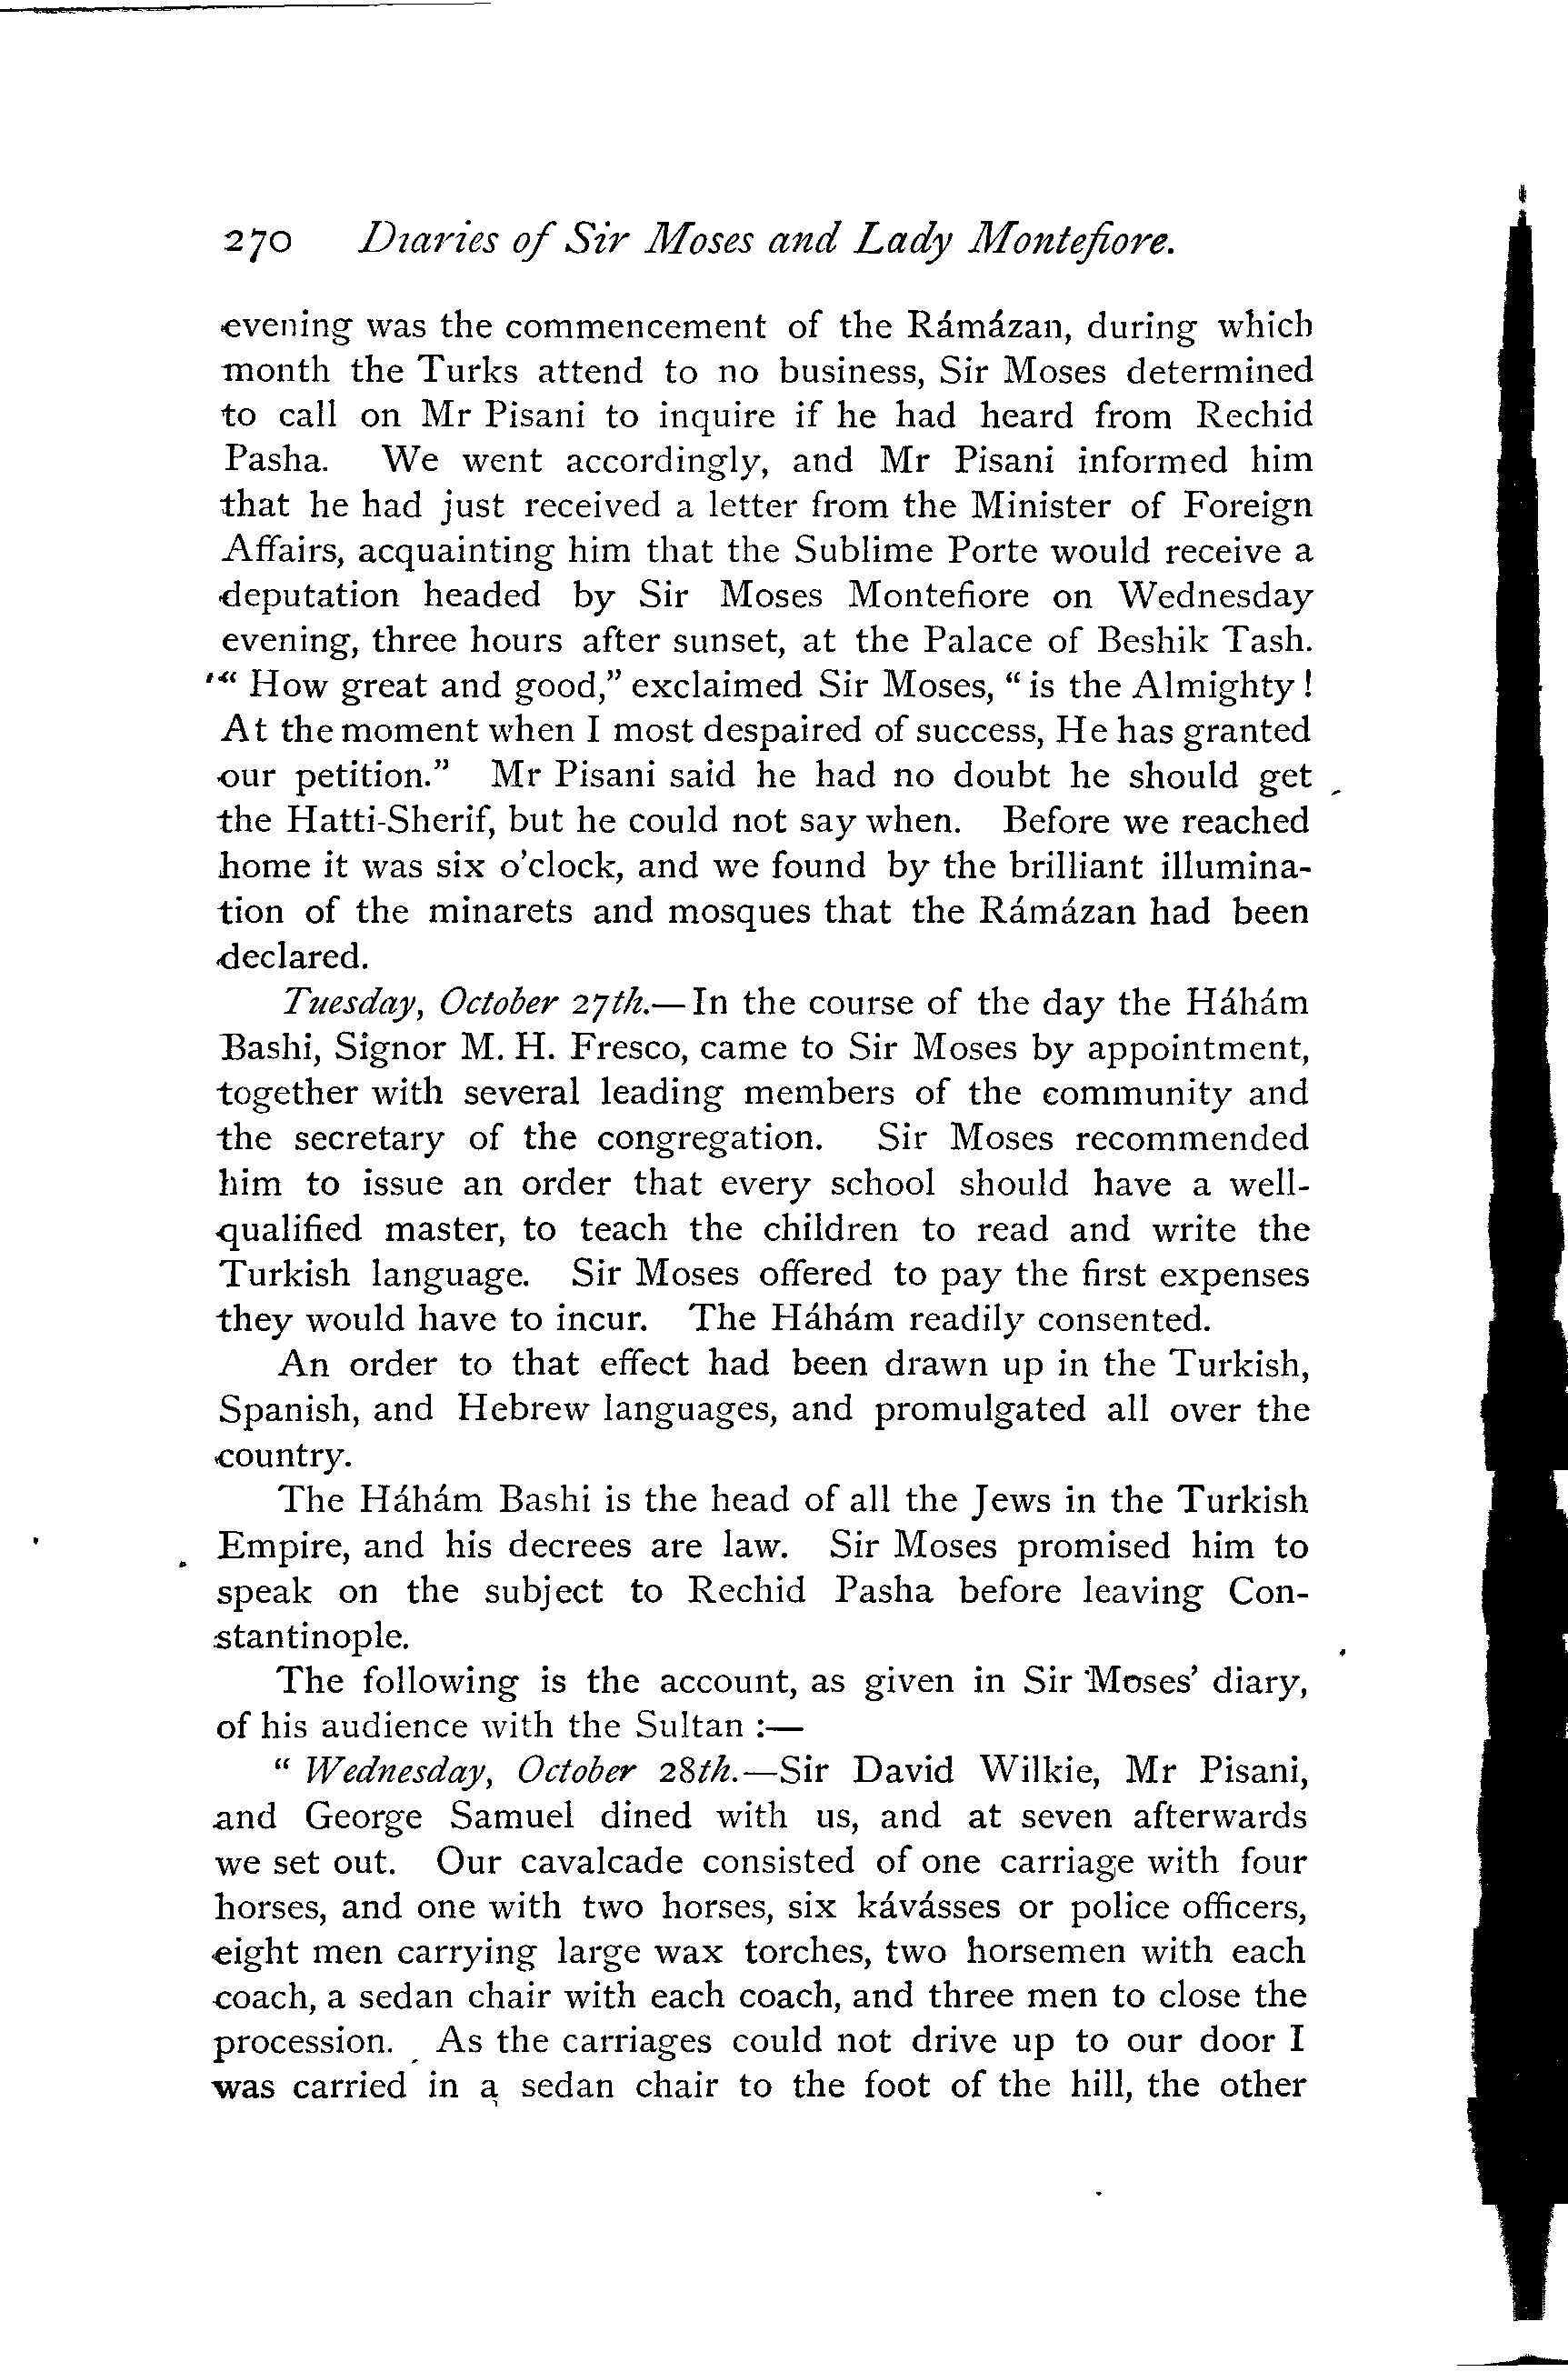 270 Diaries of Sir Moses and Lady Montefiore.
evening was the commencement of the Rámázan, during which
month the Turks attend to no business, Sir Moses determined
to call on Mr Pisani to inquire if he had heard from Rechid
Pasha. We went accordingly, and Mr Pisani informed him
that he had just received a letter from the Minister of Foreign
Affairs, acquainting him that the Sublime Porte would receive a
deputation headed by Sir Moses Montefiore on Wednesday
evening, three hours after sunset, at the Palace of Beshik Tash.
" How great and good," exclaimed Sir Moses, " is the Almighty !
At the moment when I most despaired of success, He has granted
our petition." Mr Pisani said he had no doubt he should get
the Hatti-Sherif, but he could not say when. Before we reached
home it was six o'clock, and we found by the brilliant illumina-
tion of the minarets and mosques that the Rámázan had been
declared.
Tuesday, October 27th.—In the course of the day the Háhám
Bashi, Signor M. H. Fresco, came to Sir Moses by appointment,
together with several leading members of the community and
the secretary of the congregation. Sir Moses recommended
him to issue an order that every school should have a well-
qualified master, to teach the children to read and write the
Turkish language. Sir Moses offered to pay the first expenses
they would have to incur. The Háhám readily consented.
An order to that effect had been drawn up in the Turkish,
Spanish, and Hebrew languages, and promulgated all over the
country.
The Háhám Bashi is the head of all the Jews in the Turkish
Empire, and his decrees are law. Sir Moses promised him to
speak on the subject to Rechid Pasha before leaving Con-
stantinople.
The following is the account, as given in Sir Moses' diary,
of his audience with the Sultan :—
" Wednesday, October 28th.—Sir David Wilkie, Mr Pisani,
and George Samuel dined with us, and at seven afterwards
we set out. Our cavalcade consisted of one carriage with four
horses, and one with two horses, six kávásses or police officers,
eight men carrying large wax torches, two horsemen with each
coach, a sedan chair with each coach, and three men to close the
procession. As the carriages could not drive up to our door I
was carried in a sedan chair to the foot of the hill, the other